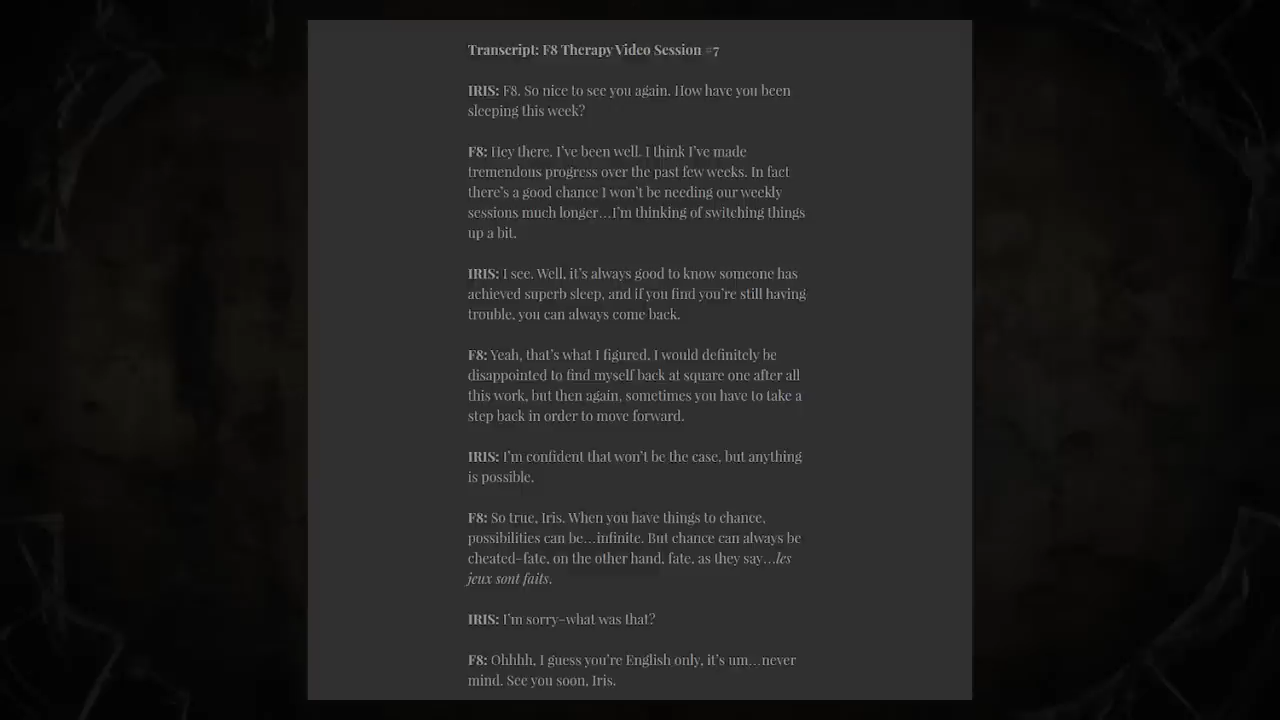 Transcript: F8 Therapy Video Session #7
IRIS: F8. So nice to see you again. How have you been
sleeping this week?
F8: Hey there. I've been well. I think I've made
tremendous progress over the past few weeks. In fact
there's a good chance I won't be needing our weekly
sessions much longer...I'm thinking of switching things
up a bit.
IRIS: I see. Well, it's always good to know someone has
achieved superb sleep, and if you find you're still having
trouble, you can always come back.
F8: Yeah, that's what I figured. I would definitely be
disappointed to find myself back at square one after all
this work, but then again, sometimes you have to take a
step back in order to move forward.
IRIS: I'm confident that won't be the case, but anything
is possible.
F8: So true, Iris. When you have things to chance,
possibilities can be...infinite. But chance can always be
cheated–fate, on the other hand, fate, as they say...les
jeux sont faits.
IRIS: I'm sorry–what was that?
F8: Ohhhh, I guess you're English only, it's um...never
mind. See you soon, Iris.